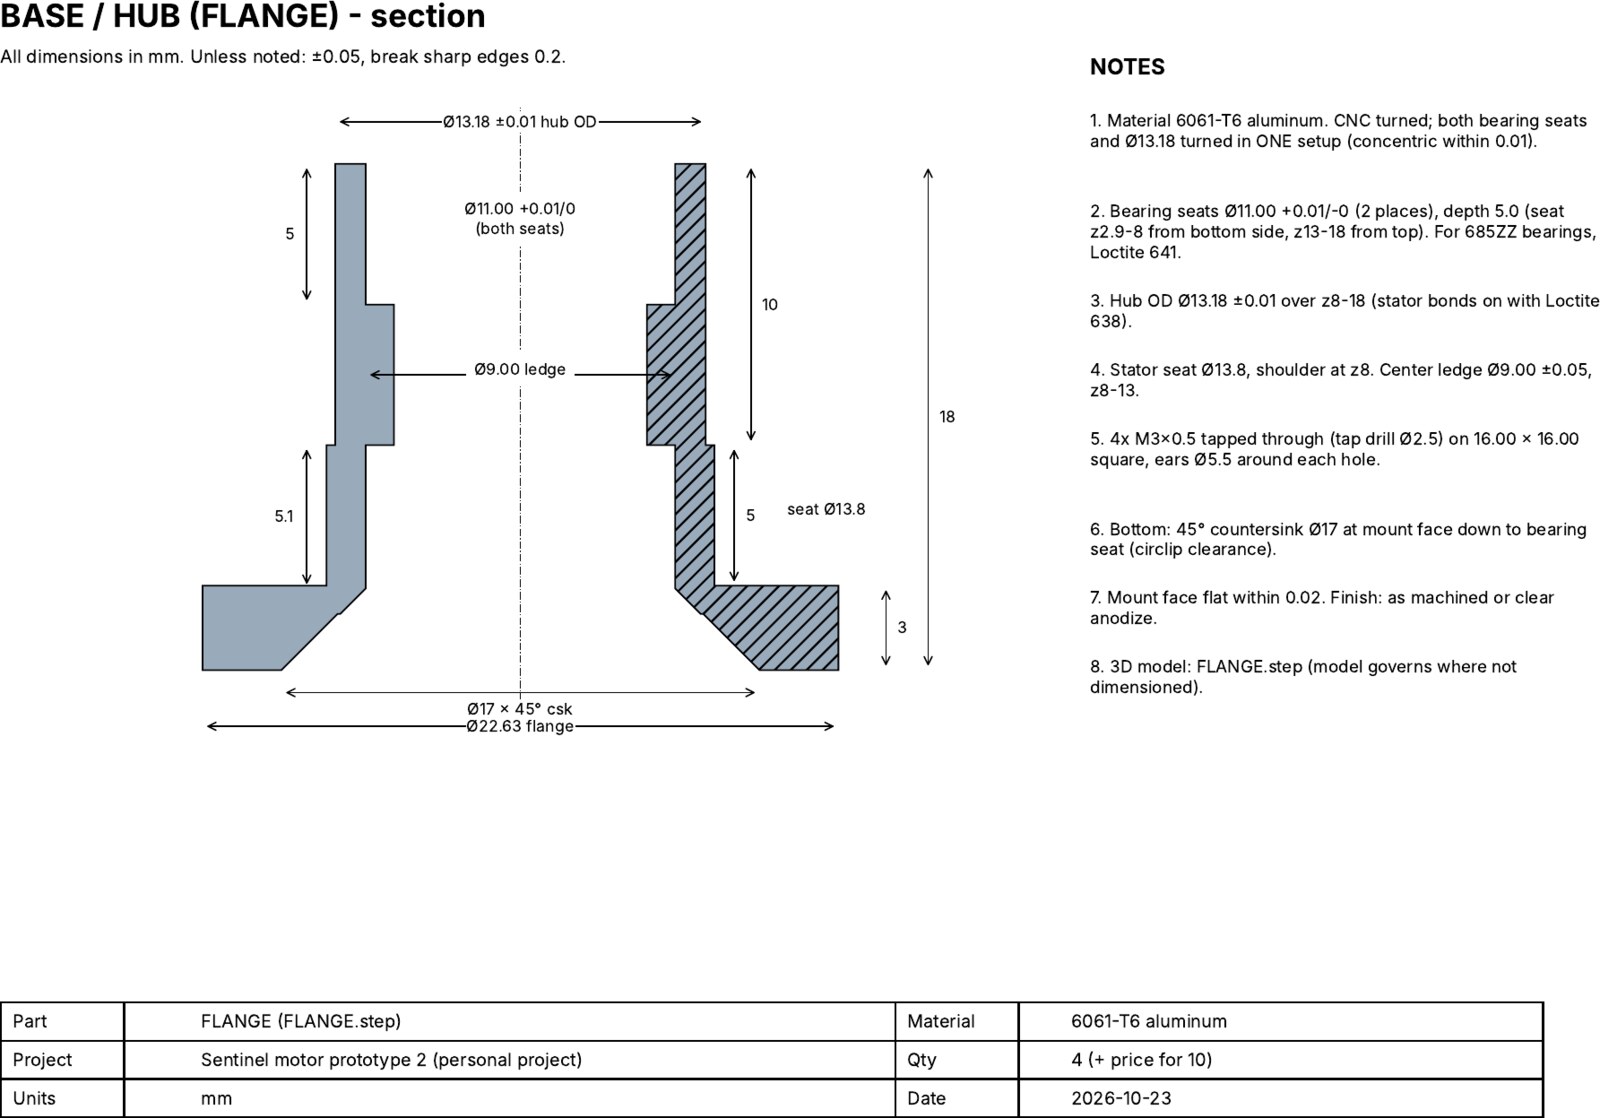 BASE / HUB (FLANGE) - section
All dimensions in mm. Unless noted: ±0.05, break sharp edges 0.2.
Ø13.18 ±0.01 hub OD
Ø11.00 +0.01/0
(both seats)
5
10
Ø9.00 ledge
18
5.1
5
seat Ø13.8
3
Ø17 × 45° csk
Ø22.63 flange
NOTES
1. Material 6061-T6 aluminum. CNC turned; both bearing seats
and Ø13.18 turned in ONE setup (concentric within 0.01).
2. Bearing seats Ø11.00 +0.01/-0 (2 places), depth 5.0 (seat
z2.9-8 from bottom side, z13-18 from top). For 685ZZ bearings,
Loctite 641.
3. Hub OD Ø13.18 ±0.01 over z8-18 (stator bonds on with Loctite
638).
4. Stator seat Ø13.8, shoulder at z8. Center ledge Ø9.00 ±0.05,
z8-13.
5. 4x M3×0.5 tapped through (tap drill Ø2.5) on 16.00 × 16.00
square, ears Ø5.5 around each hole.
6. Bottom: 45° countersink Ø17 at mount face down to bearing
seat (circlip clearance).
7. Mount face flat within 0.02. Finish: as machined or clear
anodize.
8. 3D model: FLANGE.step (model governs where not
dimensioned).
Part FLANGE (FLANGE.step) Material 6061-T6 aluminum
Project Sentinel motor prototype 2 (personal project) Qty 4 (+ price for 10)
Units mm Date 2026-10-23